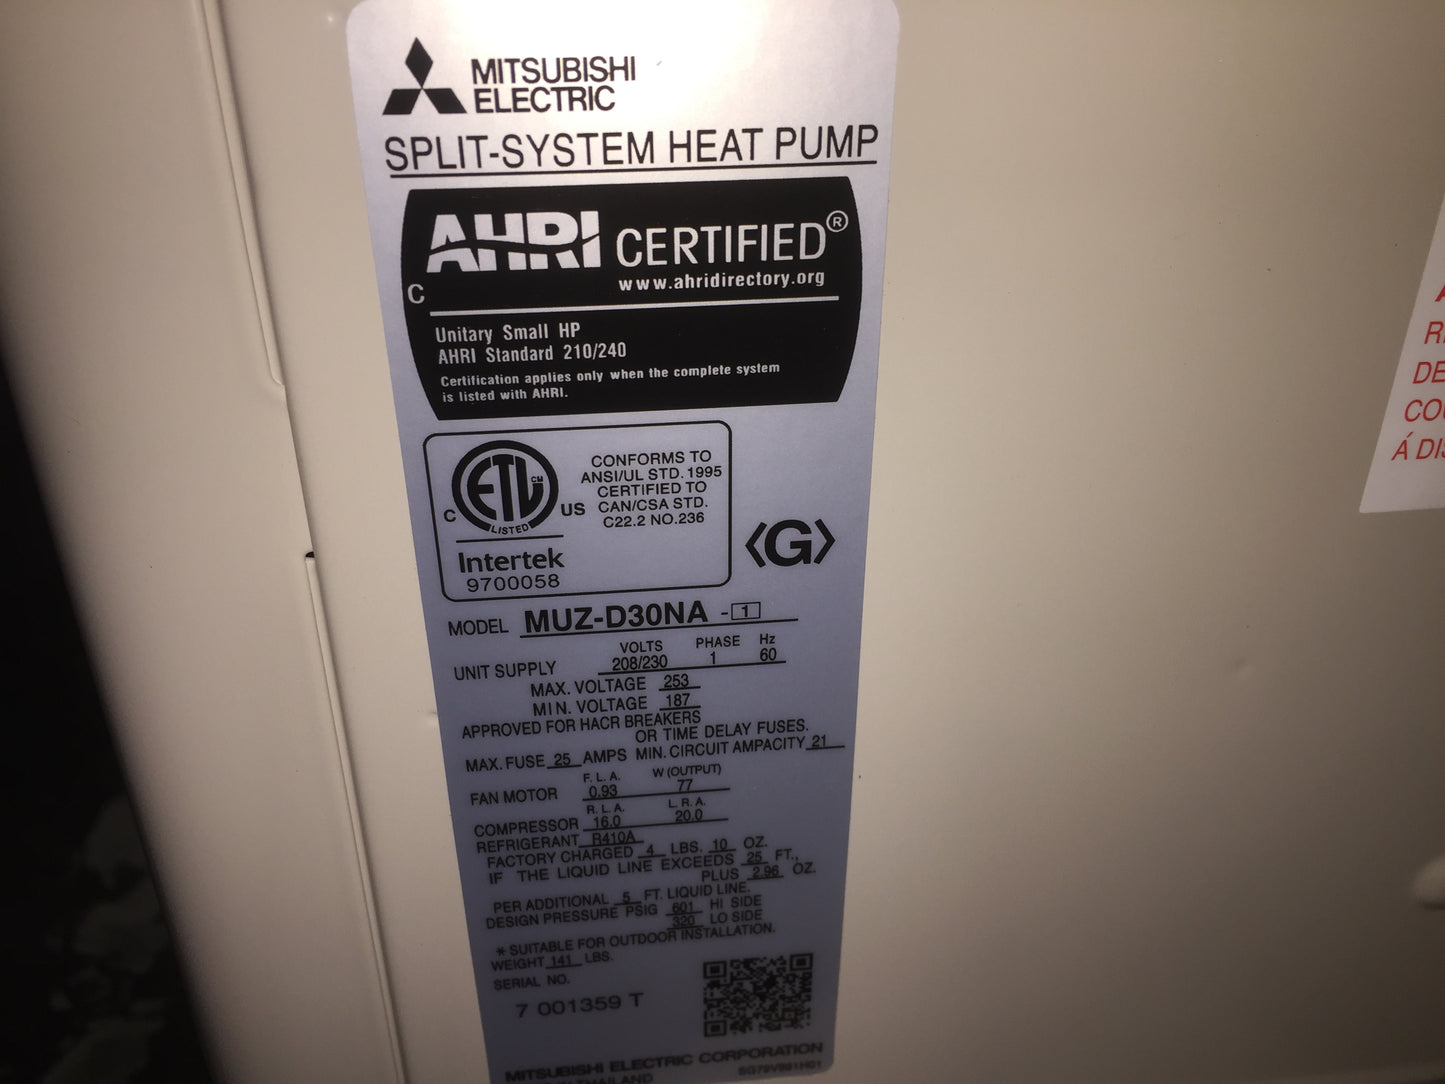 MITSUBISHI
ELECTRIC
SPLIT-SYSTEM HEAT PUMP
AHRI CERTIFIED®
www.ahridirectory.org
C
Unitary Small HP
AHRI Standard 210/240
Certification applies only when the complete system
is listed with AHRI.
ETL CM
C LISTED US
Intertek
9700058
CONFORMS TO
ANSI/UL STD. 1995
CERTIFIED TO
CAN/CSA STD.
C22.2 NO.236
<G>
MODEL MUZ-D30NA - 1
VOLTS PHASE Hz
UNIT SUPPLY 208/230 1 60
MAX. VOLTAGE 253
MIN. VOLTAGE 187
APPROVED FOR HACR BREAKERS
OR TIME DELAY FUSES.
MAX. FUSE 25 AMPS MIN. CIRCUIT AMPACITY 21
F.L.A. W (OUTPUT)
FAN MOTOR 0.93 77
R.L.A. L.R.A.
COMPRESSOR 16.0 20.0
REFRIGERANT R410A
FACTORY CHARGED 4 LBS. 10 OZ.
IF THE LIQUID LINE EXCEEDS 25 FT.,
PLUS 2.96 OZ.
PER ADDITIONAL 5 FT. LIQUID LINE.
DESIGN PRESSURE PSIG 601 HI SIDE
320 LO SIDE
* SUITABLE FOR OUTDOOR INSTALLATION.
WEIGHT 141 LBS.
SERIAL NO.
7 001359 T
MITSUBISHI ELECTRIC CORPORATION
THAILAND
DE
COU
Á DIS